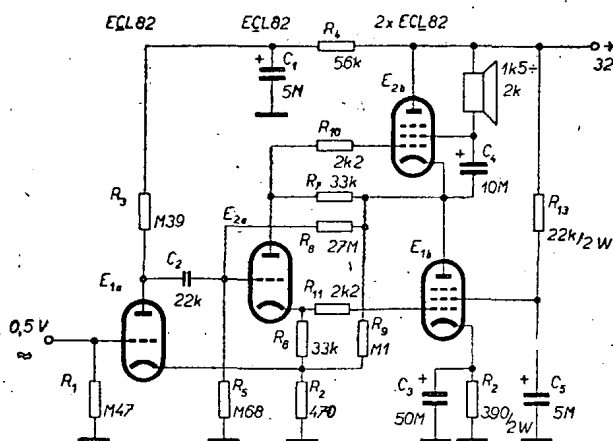 ECL82
ECL82
2x ECL82
R4
56k
C1
5M
+
32
1k5÷
2k
E2b
R10
2k2
C4
10M
R3
M39
R7 33k
R8
27M
R13
22k/2W
E2a
E1a
C2
22k
E1b
R11 2k2
0,5 V
≈
R6
33k
R9
M1
R1
M47
R5
M68
R2
470
C3
50M
R2
390/2W
C5
5M